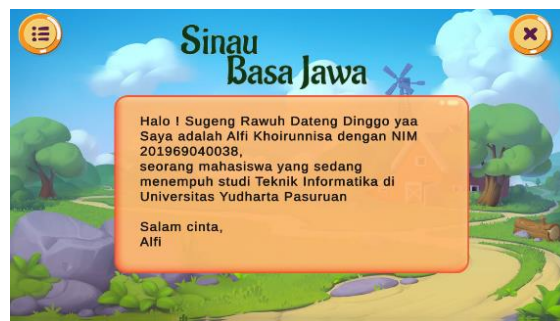 Sinau
Basa Jawa
Halo ! Sugeng Rawuh Dateng Dinggo yaa
Saya adalah Alfi Khoirunnisa dengan NIM
201969040038,
seorang mahasiswa yang sedang
menempuh studi Teknik Informatika di
Universitas Yudharta Pasuruan
Salam cinta,
Alfi